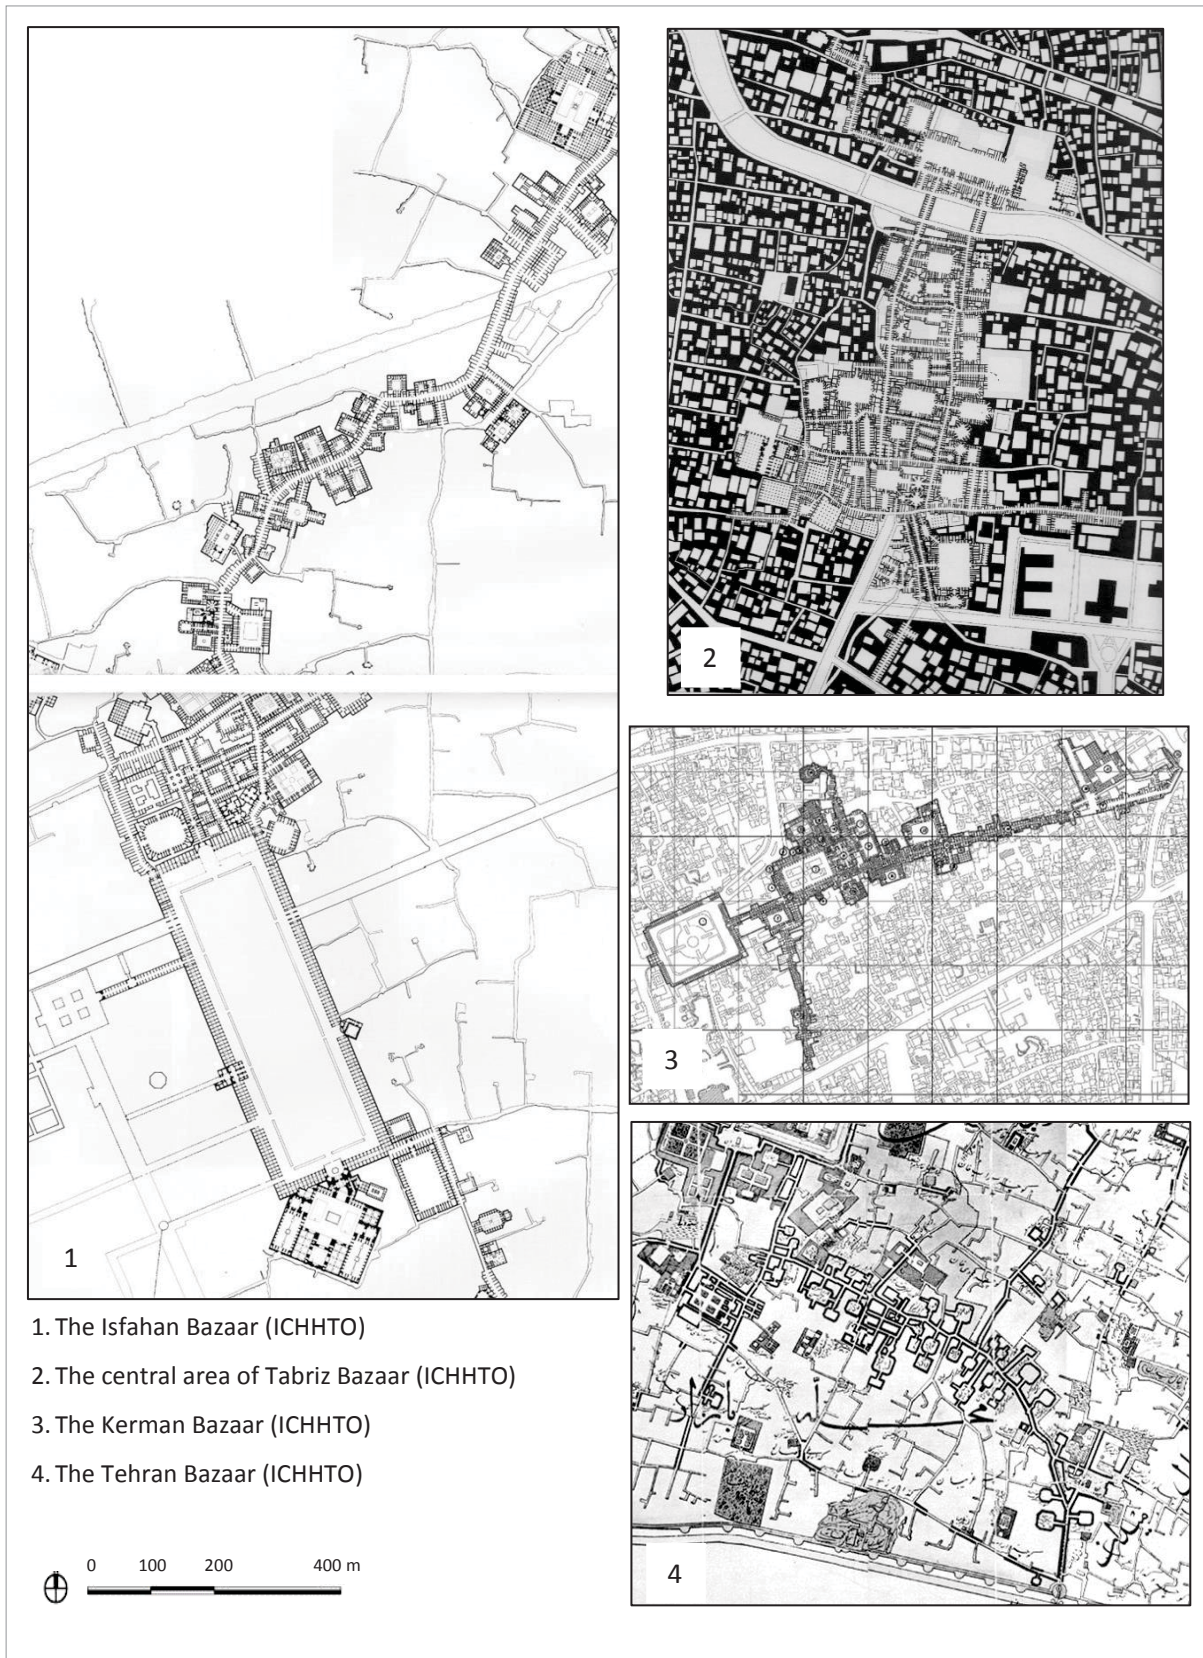 1
2
3
4
1. The Isfahan Bazaar (ICHHTO)
2. The central area of Tabriz Bazaar (ICHHTO)
3. The Kerman Bazaar (ICHHTO)
4. The Tehran Bazaar (ICHHTO)
0 100 200 400 m